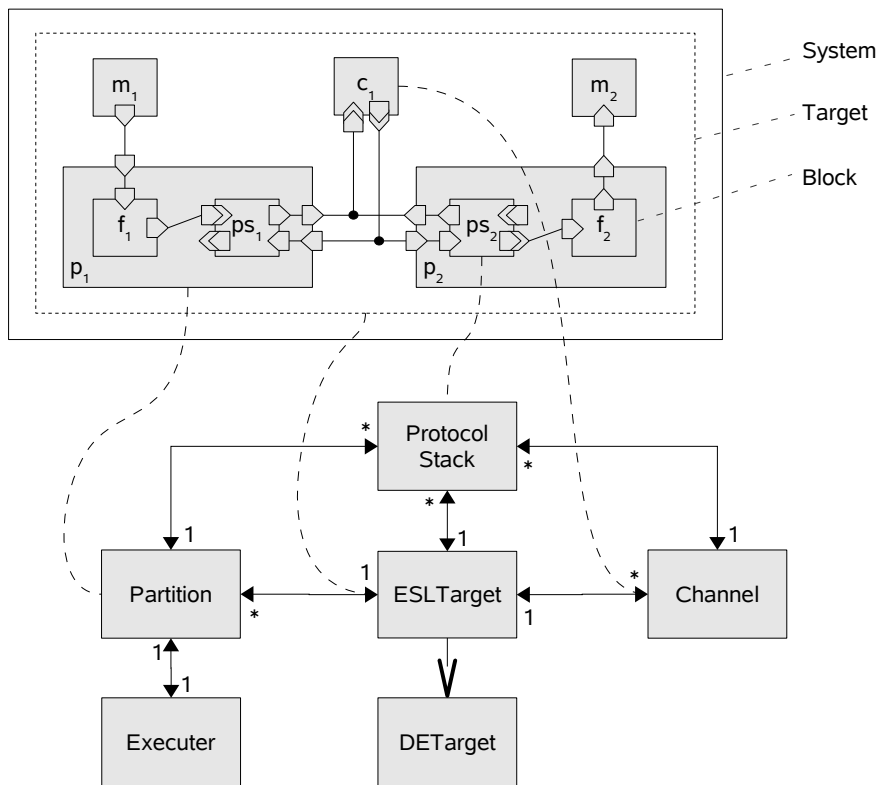 System
m1
c1
m2
Target
Block
f1
ps1
ps2
f2
p1
p2
*
Protocol
Stack
*
*
1
1
1
Partition
1
ESLTarget
*
Channel
*
1
1
1
Executer
DETarget